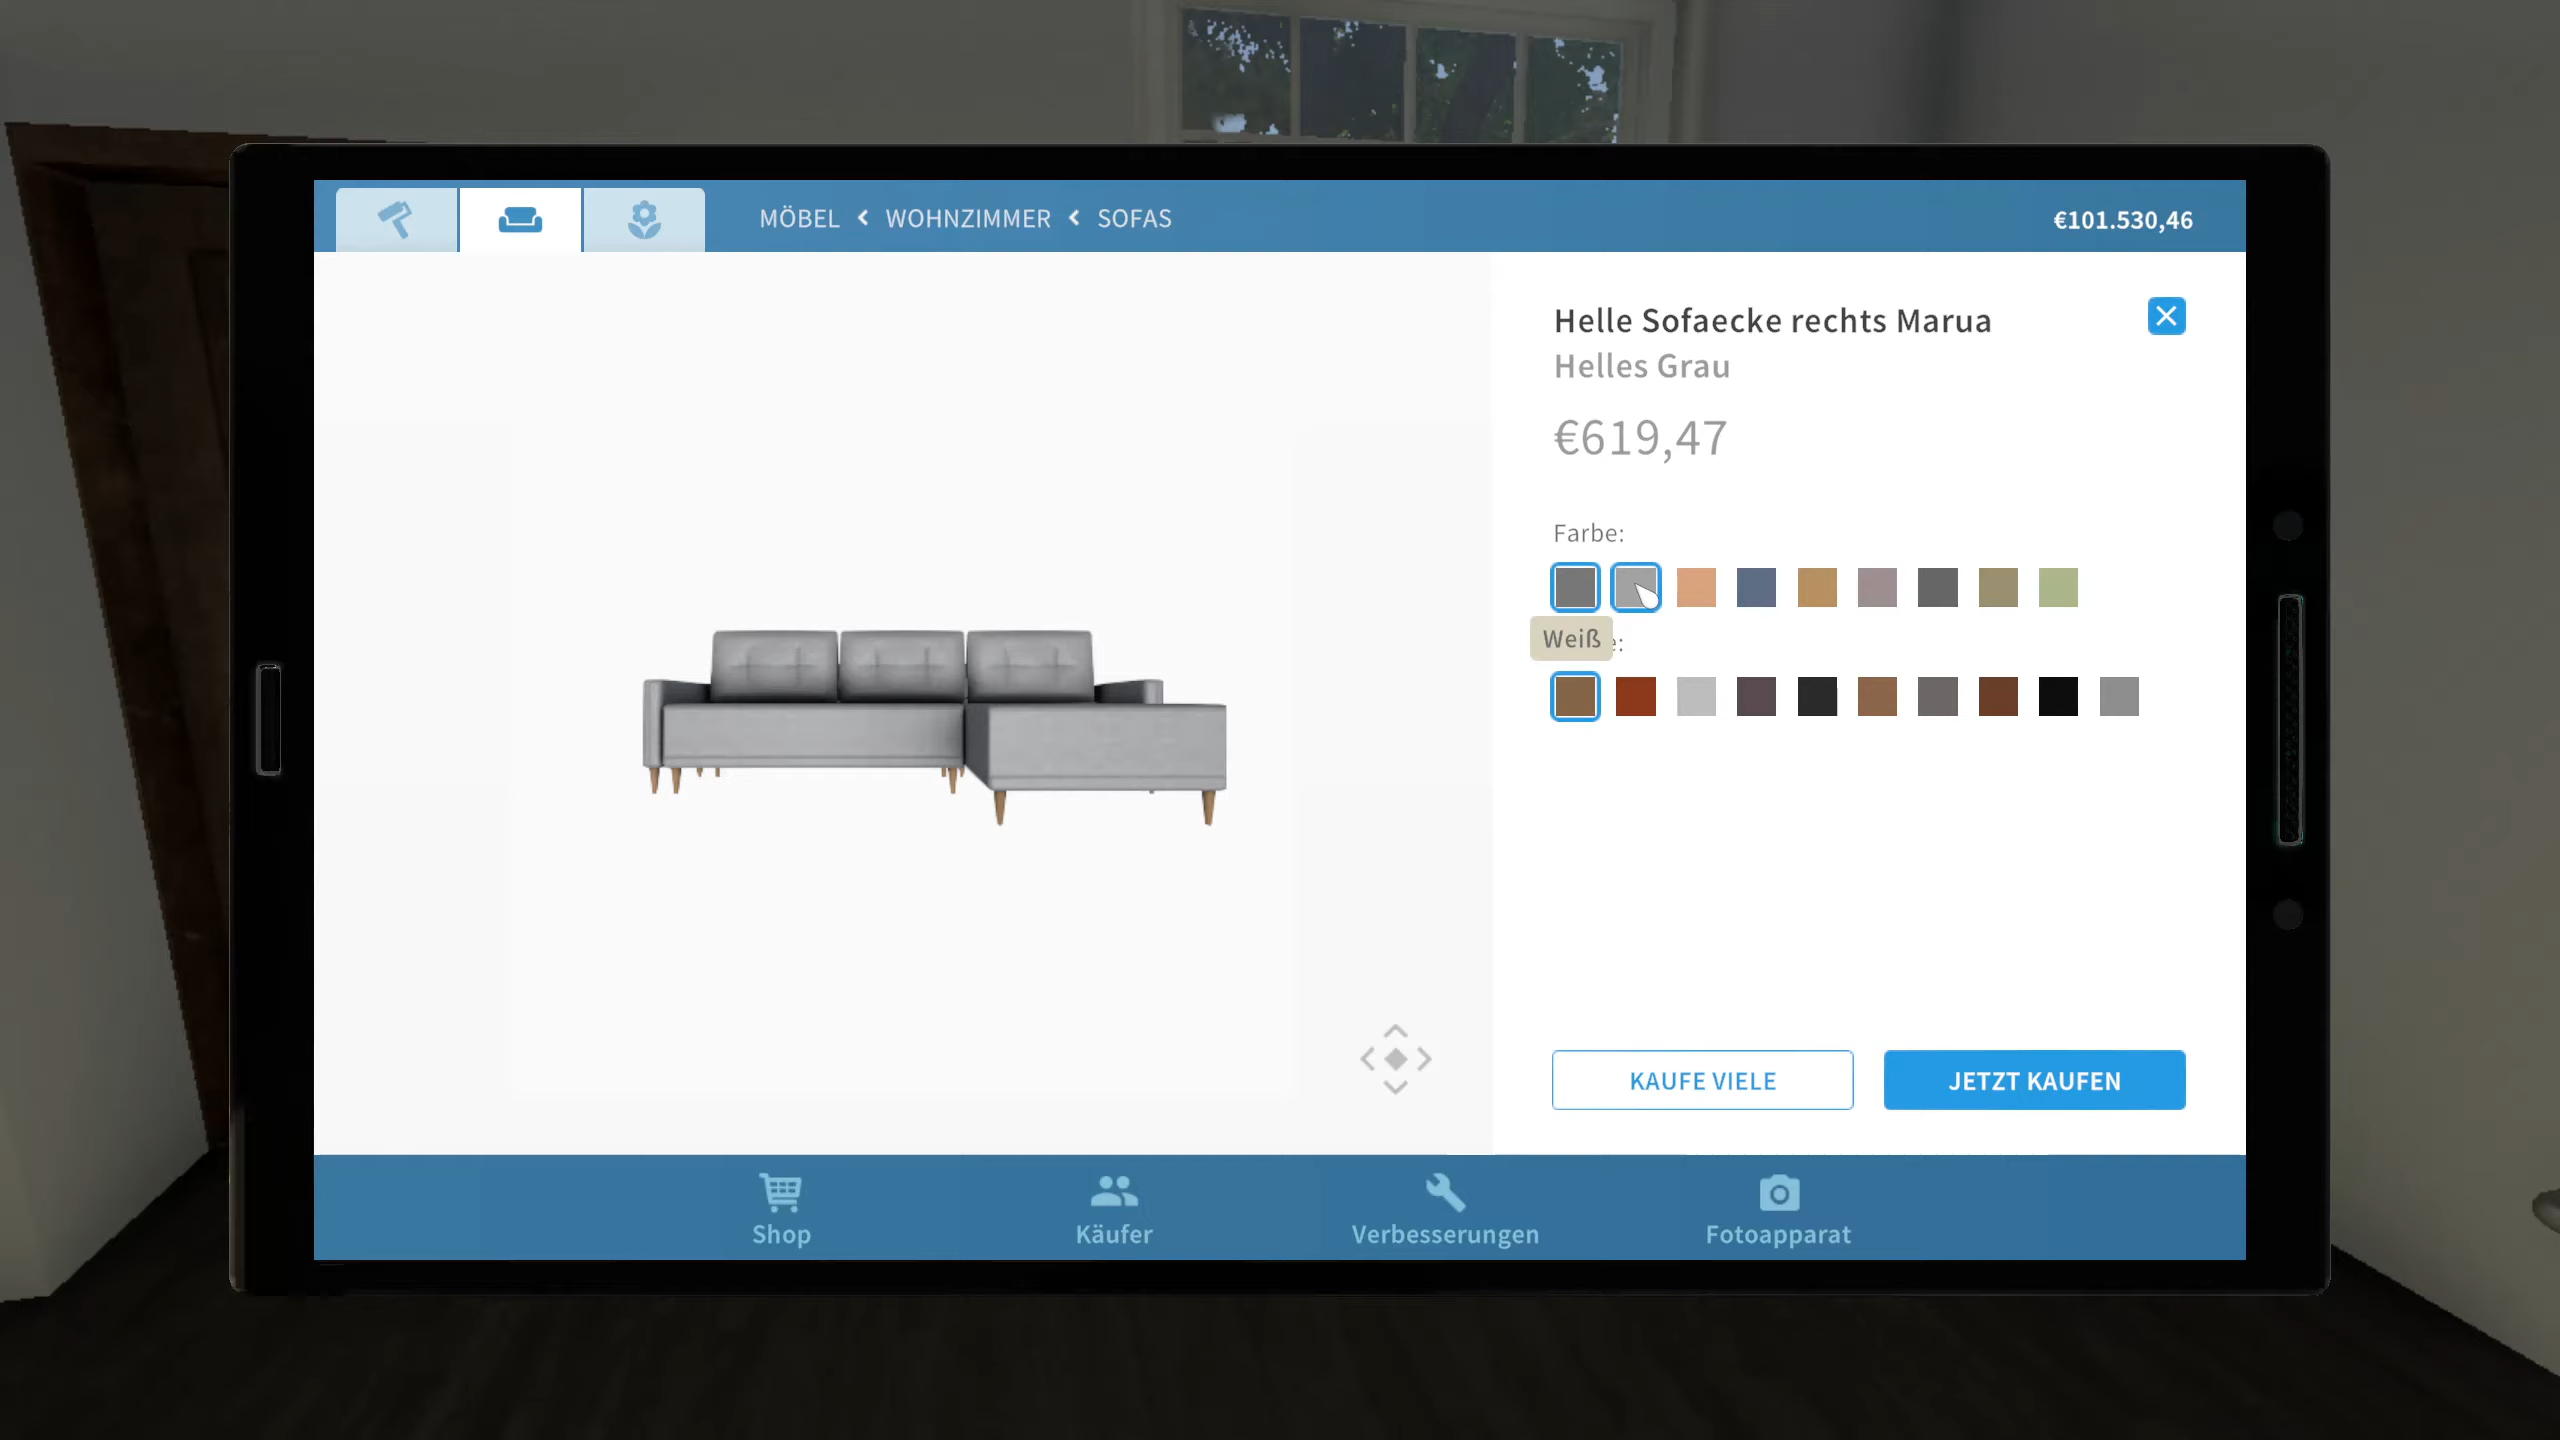 MÖBEL < WOHNZIMMER < SOFAS
€101.530,46
Helle Sofaecke rechts Marua
Helles Grau
€619,47
Farbe:
Weiß
e:
KAUFE VIELE
JETZT KAUFEN
Shop
Käufer
Verbesserungen
Fotoapparat